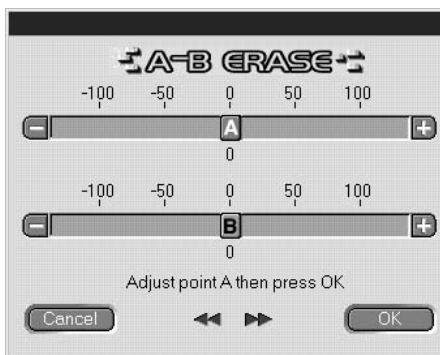 A-B ERASE
-100 -50 0 50 100
- A +
0
-100 -50 0 50 100
- B +
0
Adjust point A then press OK
Cancel OK